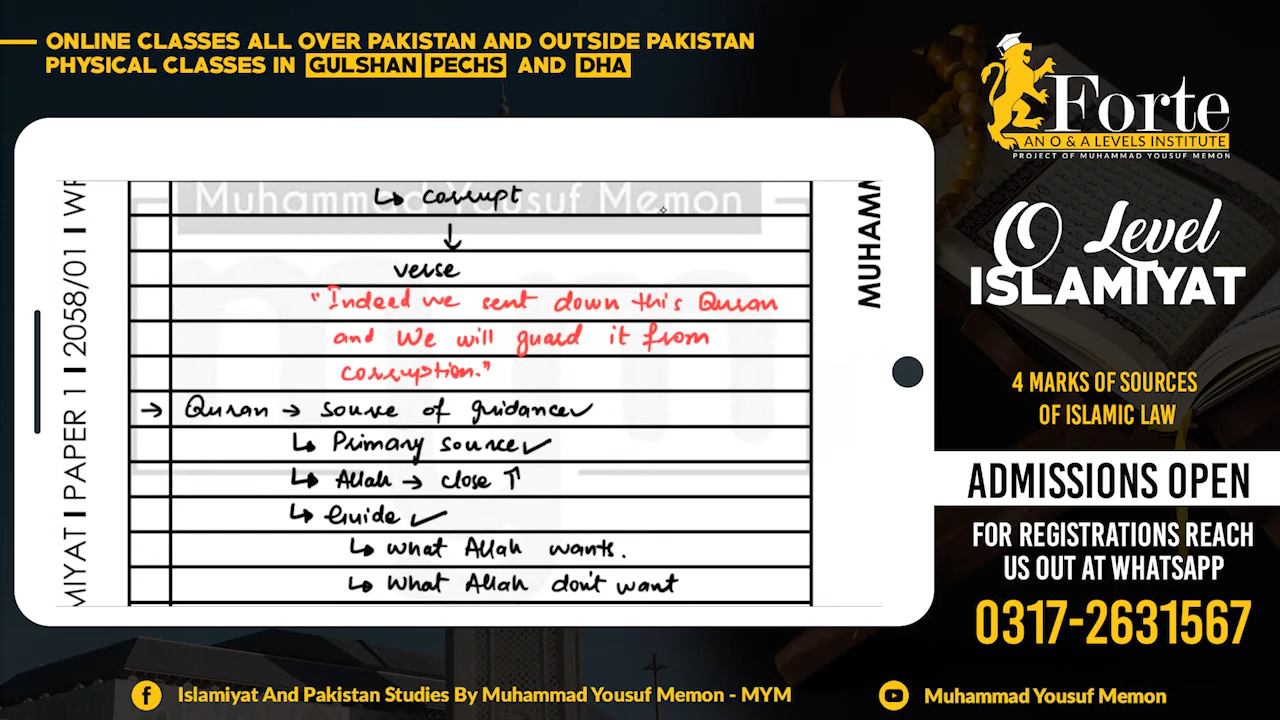 ONLINE CLASSES ALL OVER PAKISTAN AND OUTSIDE PAKISTAN
PHYSICAL CLASSES IN GULSHAN PECHS AND DHA
Forte
AN O & A LEVELS INSTITUTE
PROJECT OF MUHAMMAD YOUSUF MEMON
O Level
ISLAMIYAT
4 MARKS OF SOURCES
OF ISLAMIC LAW
ADMISSIONS OPEN
FOR REGISTRATIONS REACH
US OUT AT WHATSAPP
0317-2631567
MIYAT I PAPER 1 I 2058/01 I WR
Muhammad Yousuf Memon
↳ corrupt
↓
verse
"Indeed we sent down this Quran
and We will guard it from
corruption."
→ Quran → source of guidance✓
↳ Primary source✓
↳ Allah → close ↑
↳ Guide ✓
↳ what Allah wants.
↳ What Allah don't want
MUHAMM
Islamiyat And Pakistan Studies By Muhammad Yousuf Memon - MYM
Muhammad Yousuf Memon